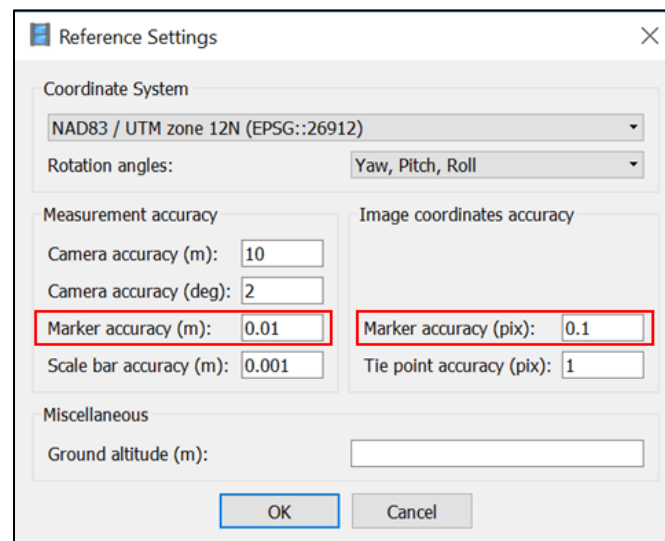 Reference Settings
Coordinate System
NAD83 / UTM zone 12N (EPSG::26912)
Rotation angles: Yaw, Pitch, Roll
Measurement accuracy
Camera accuracy (m): 10
Camera accuracy (deg): 2
Marker accuracy (m): 0.01
Scale bar accuracy (m): 0.001
Image coordinates accuracy
Marker accuracy (pix): 0.1
Tie point accuracy (pix): 1
Miscellaneous
Ground altitude (m):
OK Cancel